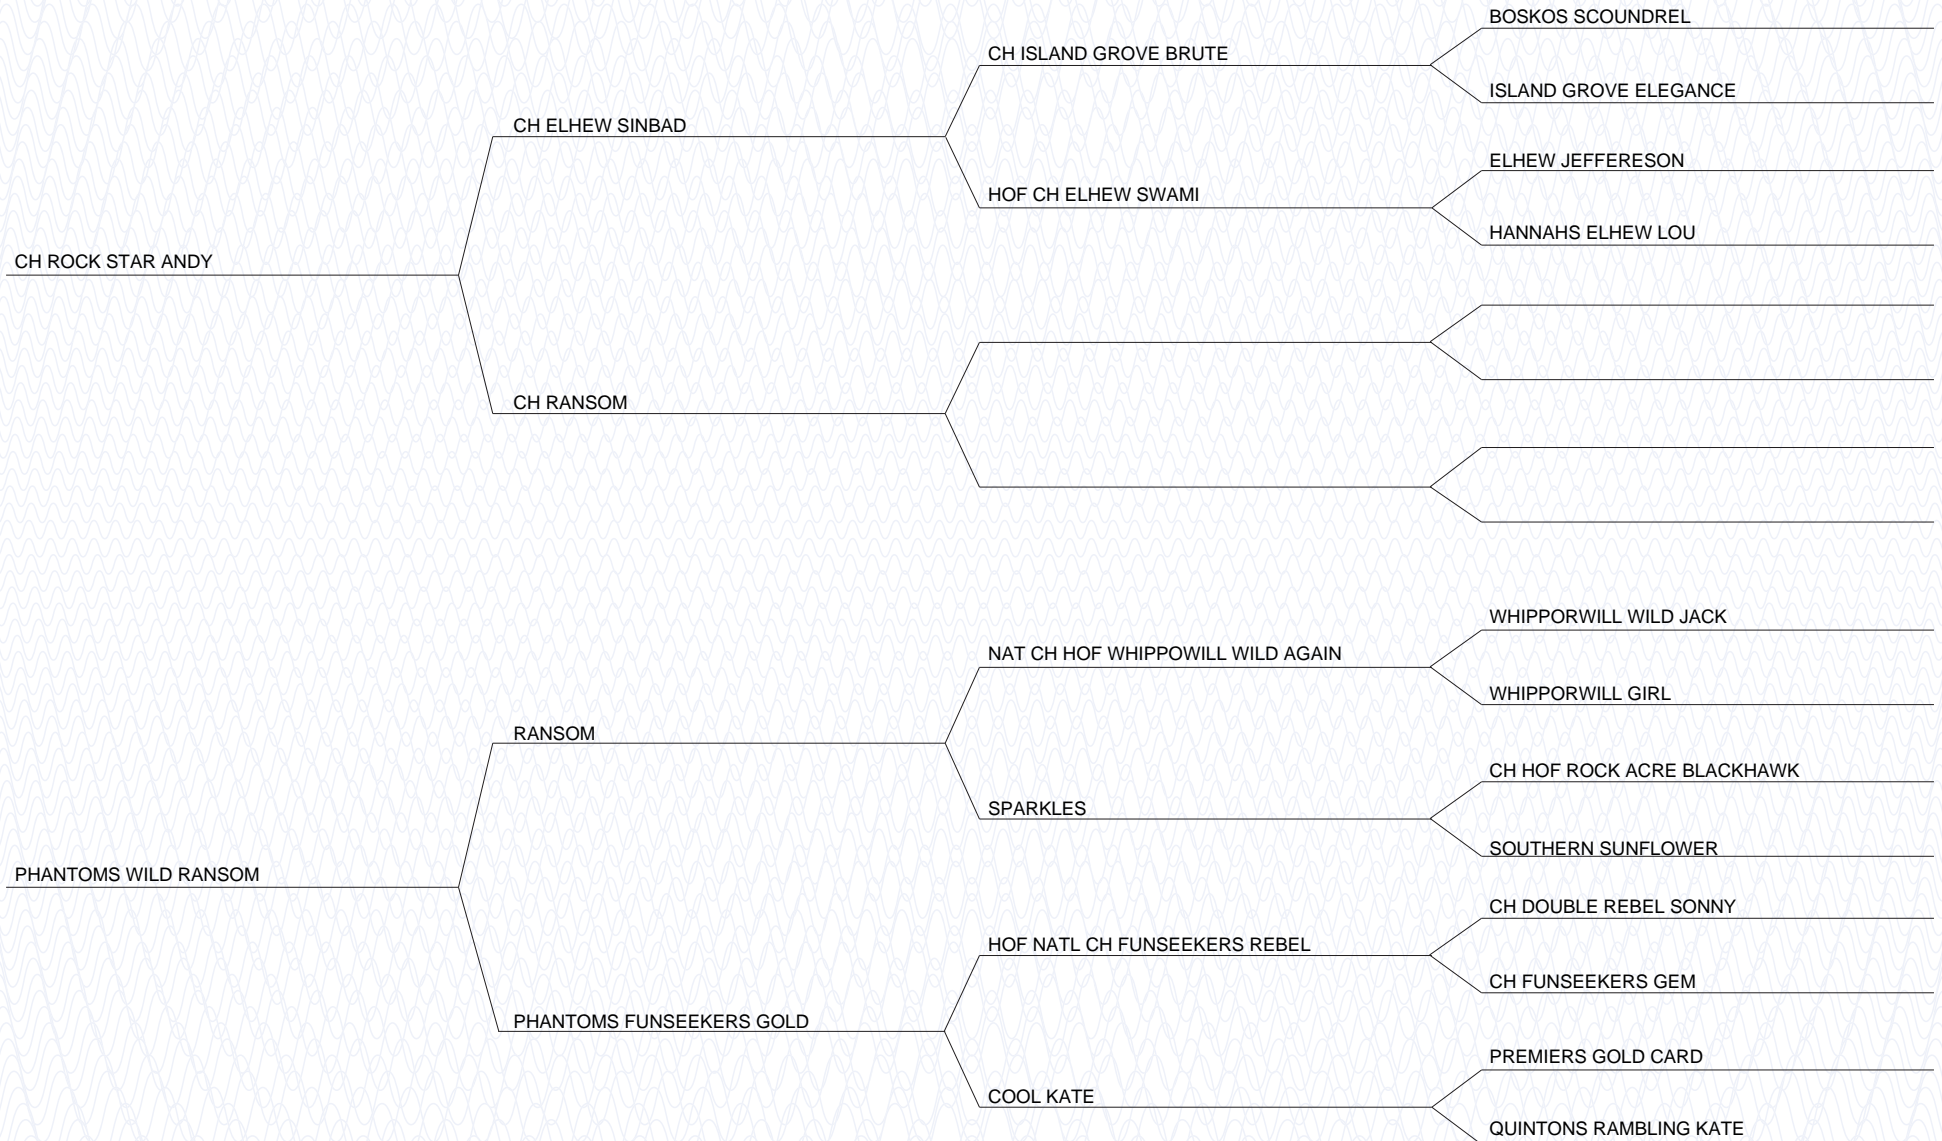 BOSKOS SCOUNDREL
CH ISLAND GROVE BRUTE
ISLAND GROVE ELEGANCE
CH ELHEW SINBAD
ELHEW JEFFERESON
HOF CH ELHEW SWAMI
HANNAHS ELHEW LOU
CH ROCK STAR ANDY
CH RANSOM
WHIPPORWILL WILD JACK
NAT CH HOF WHIPPOWILL WILD AGAIN
WHIPPORWILL GIRL
RANSOM
CH HOF ROCK ACRE BLACKHAWK
SPARKLES
SOUTHERN SUNFLOWER
PHANTOMS WILD RANSOM
CH DOUBLE REBEL SONNY
HOF NATL CH FUNSEEKERS REBEL
CH FUNSEEKERS GEM
PHANTOMS FUNSEEKERS GOLD
PREMIERS GOLD CARD
COOL KATE
QUINTONS RAMBLING KATE